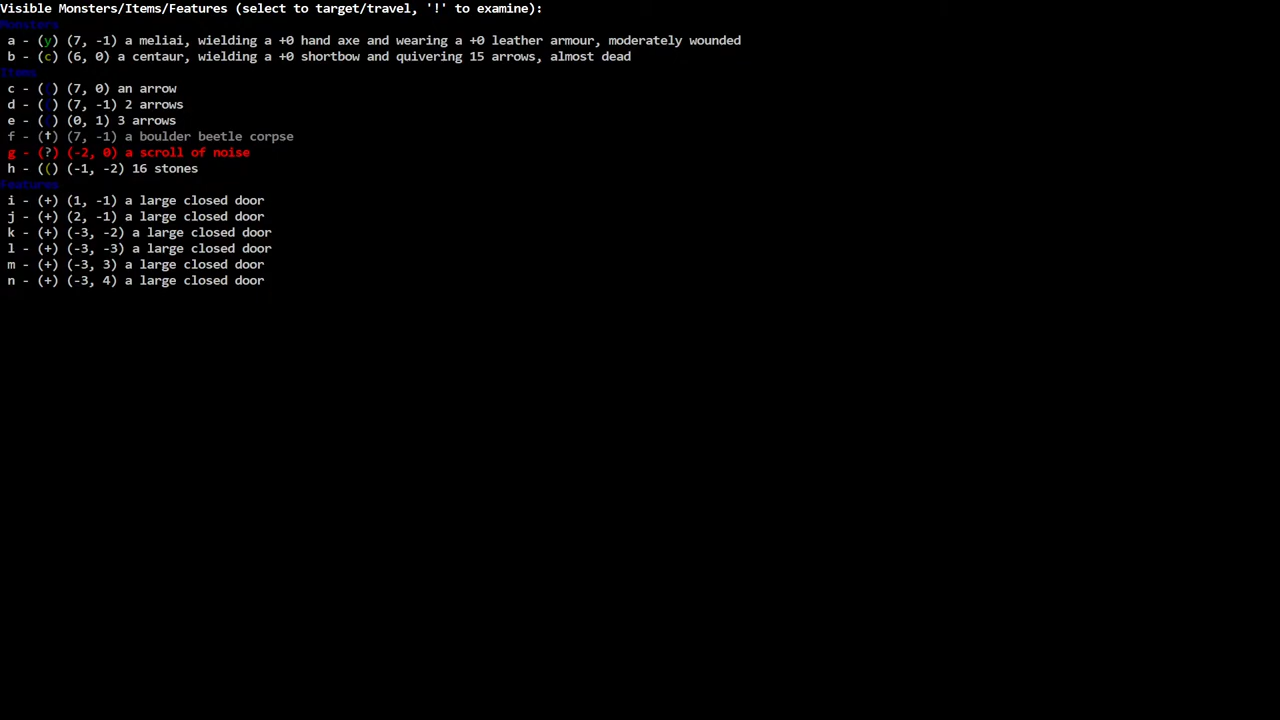 Visible Monsters/Items/Features (select to target/travel, '!' to examine):
Monsters
a - (y) (7, -1) a meliai, wielding a +0 hand axe and wearing a +0 leather armour, moderately wounded
b - (c) (6, 0) a centaur, wielding a +0 shortbow and quivering 15 arrows, almost dead
Items
c - (() (7, 0) an arrow
d - (() (7, -1) 2 arrows
e - (() (0, 1) 3 arrows
f - (†) (7, -1) a boulder beetle corpse
g - (?) (-2, 0) a scroll of noise
h - (() (-1, -2) 16 stones
Features
i - (+) (1, -1) a large closed door
j - (+) (2, -1) a large closed door
k - (+) (-3, -2) a large closed door
l - (+) (-3, -3) a large closed door
m - (+) (-3, 3) a large closed door
n - (+) (-3, 4) a large closed door